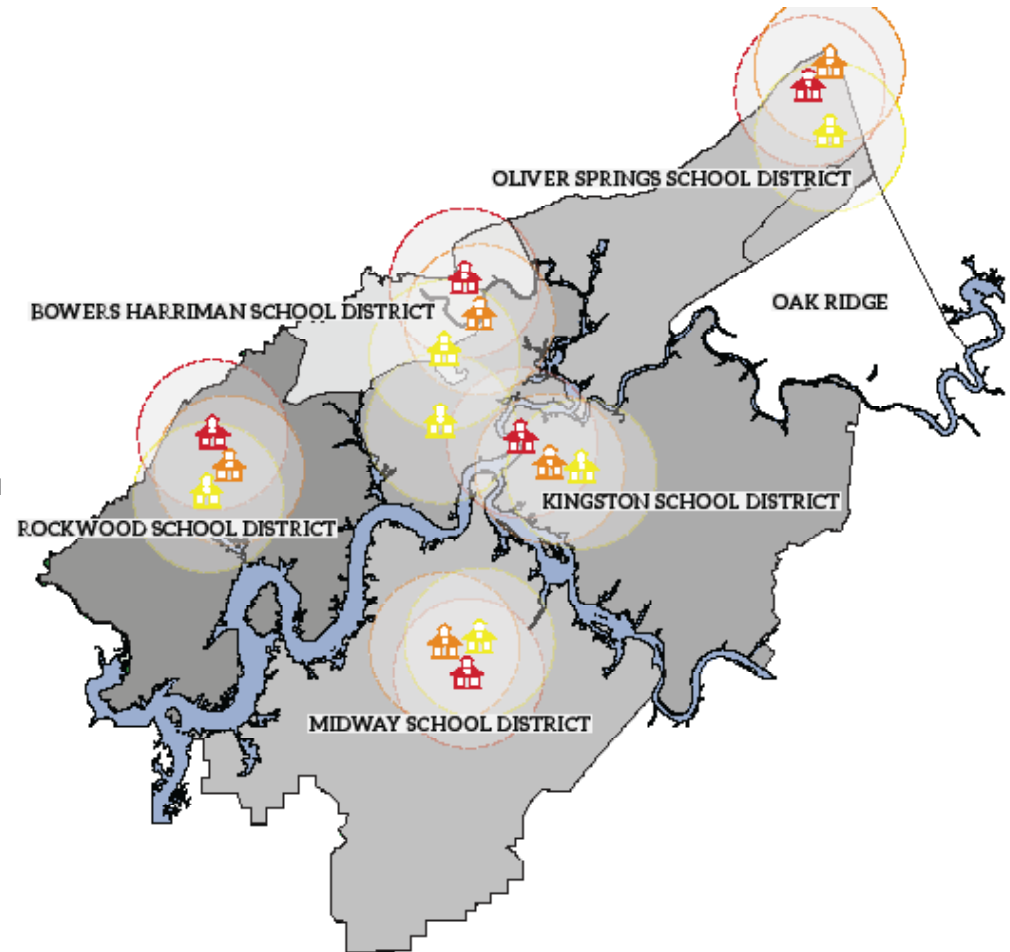 OLIVER SPRINGS SCHOOL DISTRICT
OAK RIDGE
BOWERS HARRIMAN SCHOOL DISTRICT
KINGSTON SCHOOL DISTRICT
ROCKWOOD SCHOOL DISTRICT
MIDWAY SCHOOL DISTRICT